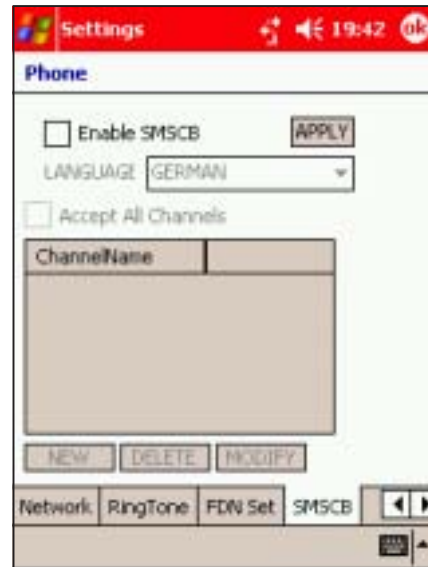 Settings 19:42 ok
Phone
Enable SMSCB APPLY
LANGUAGE GERMAN
Accept All Channels
ChannelName
NEW DELETE MODIFY
Network RingTone FDN Set SMSCB